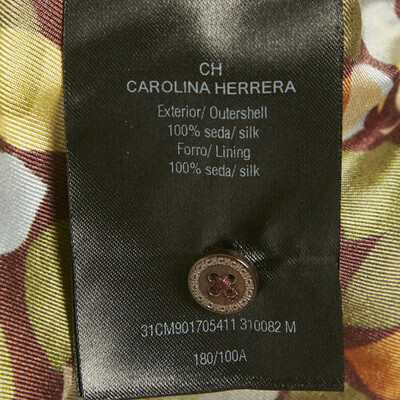 CH
CAROLINA HERRERA
Exterior/ Outershell
100% seda/ silk
Forro/ Lining
100% seda/ silk
31CM901705411 310082 M
180/100A